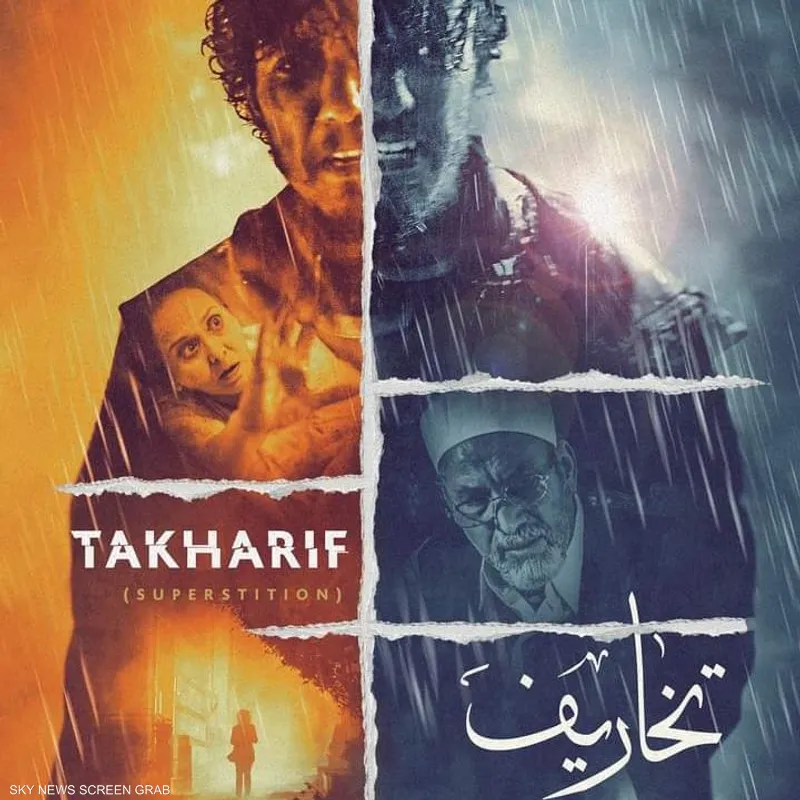 TAKHARIF
(SUPERSTITION)
تخاريف
SKY NEWS SCREEN GRAB